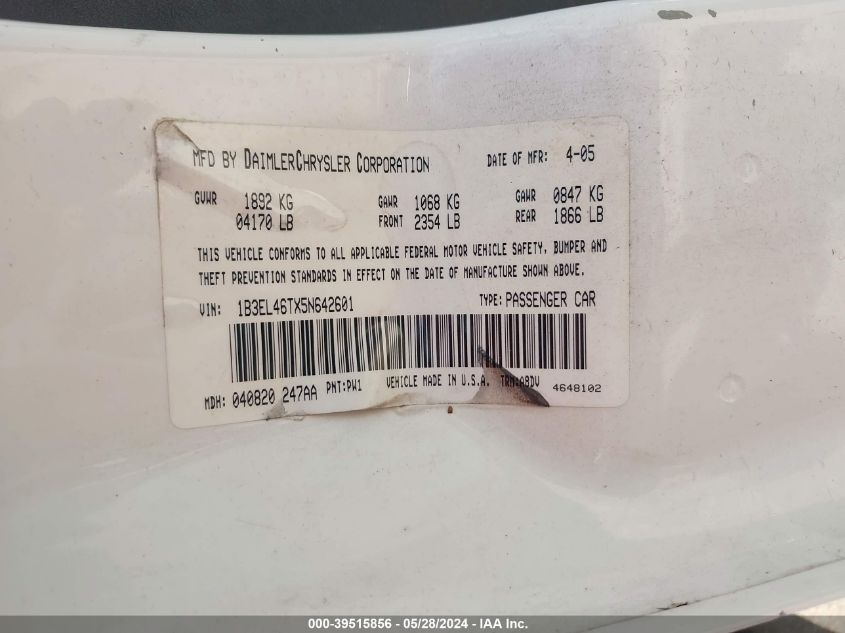 MFD BY DAIMLERCHRYSLER CORPORATION DATE OF MFR: 4-05
GVWR 1892 KG GAWR 1068 KG GAWR 0847 KG
04170 LB FRONT 2354 LB REAR 1866 LB
THIS VEHICLE CONFORMS TO ALL APPLICABLE FEDERAL MOTOR VEHICLE SAFETY, BUMPER AND
THEFT PREVENTION STANDARDS IN EFFECT ON THE DATE OF MANUFACTURE SHOWN ABOVE.
VIN: 1B3EL46TX5N642601 TYPE: PASSENGER CAR
MDH: 040820 247AA PNT:PW1 VEHICLE MADE IN U.S.A. TRM:A8DV 4648102
000-39515856 - 05/28/2024 - IAA Inc.